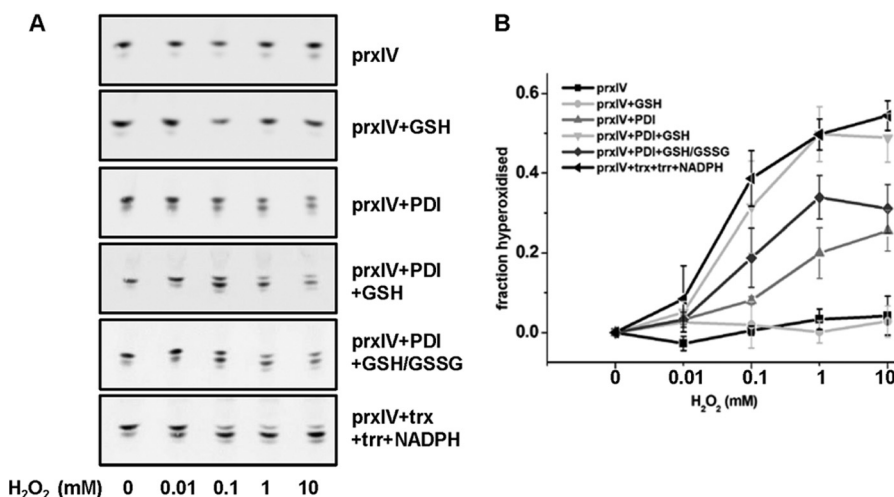 A
prxIV
prxIV+GSH
prxIV+PDI
prxIV+PDI
+GSH
prxIV+PDI
+GSH/GSSG
prxIV+trx
+trr+NADPH
H₂O₂ (mM) 0 0.01 0.1 1 10
B
prxIV
prxIV+GSH
prxIV+PDI
prxIV+PDI+GSH
prxIV+PDI+GSH/GSSG
prxIV+trx+trr+NADPH
fraction hyperoxidised
0.6
0.4
0.2
0.0
0 0.01 0.1 1 10
H₂O₂ (mM)